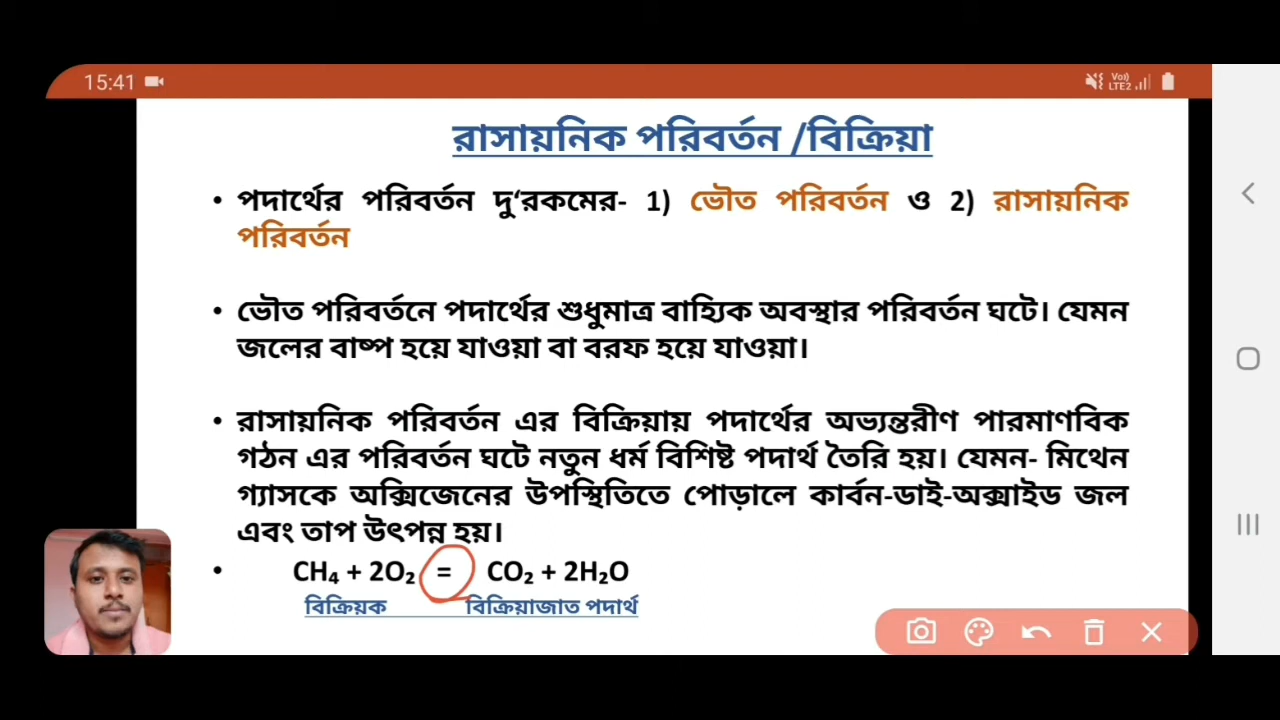 15:41
Vo)) LTE2
রাসায়নিক পরিবর্তন /বিক্রিয়া
• পদার্থের পরিবর্তন দু‘রকমের- 1) ভৌত পরিবর্তন ও 2) রাসায়নিক
পরিবর্তন
• ভৌত পরিবর্তনে পদার্থের শুধুমাত্র বাহ্যিক অবস্থার পরিবর্তন ঘটে। যেমন
জলের বাষ্প হয়ে যাওয়া বা বরফ হয়ে যাওয়া।
• রাসায়নিক পরিবর্তন এর বিক্রিয়ায় পদার্থের অভ্যন্তরীণ পারমাণবিক
গঠন এর পরিবর্তন ঘটে নতুন ধর্ম বিশিষ্ট পদার্থ তৈরি হয়। যেমন- মিথেন
গ্যাসকে অক্সিজেনের উপস্থিতিতে পোড়ালে কার্বন-ডাই-অক্সাইড জল
এবং তাপ উৎপন্ন হয়।
• CH₄ + 2O₂ = CO₂ + 2H₂O
বিক্রিয়ক বিক্রিয়াজাত পদার্থ